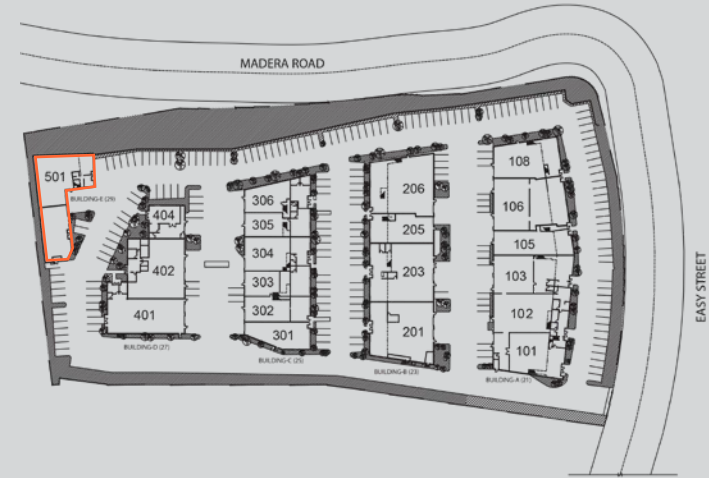 MADERA ROAD
EASY STREET
501
BUILDING-E (29)
404
402
401
BUILDING-D (27)
306
305
304
303
302
301
BUILDING-C (25)
206
205
203
201
BUILDING-B (23)
108
106
105
103
102
101
BUILDING-A (21)